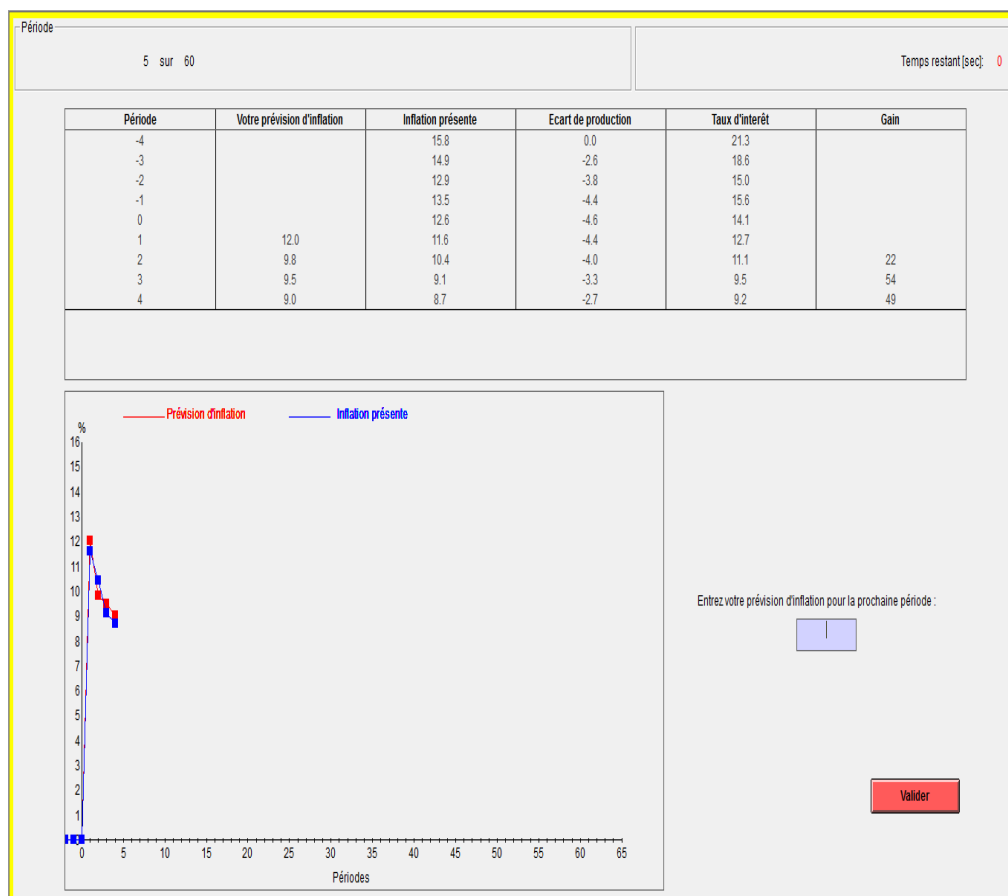 Période
5 sur 60
Temps restant [sec]: 0
Période Votre prévision d'inflation Inflation présente Ecart de production Taux d'interêt Gain
-4 15.8 0.0 21.3
-3 14.9 -2.6 18.6
-2 12.9 -3.8 15.0
-1 13.5 -4.4 15.6
0 12.6 -4.6 14.1
1 12.0 11.6 -4.4 12.7
2 9.8 10.4 -4.0 11.1 22
3 9.5 9.1 -3.3 9.5 54
4 9.0 8.7 -2.7 9.2 49
Prévision d'inflation Inflation présente
%
16
15
14
13
12
11
10
9
8
7
6
5
4
3
2
1
0 5 10 15 20 25 30 35 40 45 50 55 60 65
Périodes
Entrez votre prévision d'inflation pour la prochaine période :
Valider